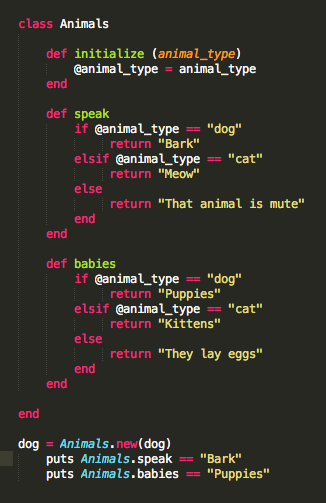 class Animals
def initialize (animal_type)
@animal_type = animal_type
end
def speak
if @animal_type == "dog"
return "Bark"
elsif @animal_type == "cat"
return "Meow"
else
return "That animal is mute"
end
end
def babies
if @animal_type == "dog"
return "Puppies"
elsif @animal_type == "cat"
return "Kittens"
else
return "They lay eggs"
end
end
end
dog = Animals.new(dog)
puts Animals.speak == "Bark"
puts Animals.babies == "Puppies"